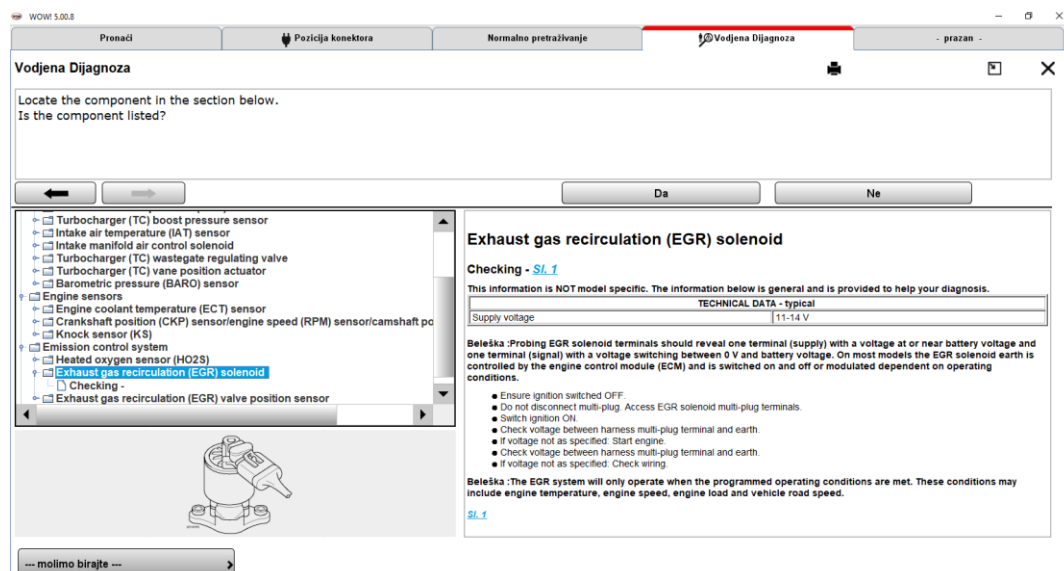 WOW! 5.00.8
Pronaći
Pozicija konektora
Normalno pretraživanje
Vodjena Dijagnoza
- prazan -
Vodjena Dijagnoza
Locate the component in the section below.
Is the component listed?
Da
Ne
Turbocharger (TC) boost pressure sensor
Intake air temperature (IAT) sensor
Intake manifold air control solenoid
Turbocharger (TC) wastegate regulating valve
Turbocharger (TC) vane position actuator
Barometric pressure (BARO) sensor
Engine sensors
Engine coolant temperature (ECT) sensor
Crankshaft position (CKP) sensor/engine speed (RPM) sensor/camshaft po
Knock sensor (KS)
Emission control system
Heated oxygen sensor (HO2S)
Exhaust gas recirculation (EGR) solenoid
Checking -
Exhaust gas recirculation (EGR) valve position sensor
Exhaust gas recirculation (EGR) solenoid
Checking - Sl. 1
This information is NOT model specific. The information below is general and is provided to help your diagnosis.
TECHNICAL DATA - typical
Supply voltage 11-14 V
Beleška :Probing EGR solenoid terminals should reveal one terminal (supply) with a voltage at or near battery voltage and
one terminal (signal) with a voltage switching between 0 V and battery voltage. On most models the EGR solenoid earth is
controlled by the engine control module (ECM) and is switched on and off or modulated dependent on operating
conditions.
Ensure ignition switched OFF.
Do not disconnect multi-plug. Access EGR solenoid multi-plug terminals.
Switch ignition ON.
Check voltage between harness multi-plug terminal and earth.
If voltage not as specified: Start engine.
Check voltage between harness multi-plug terminal and earth.
If voltage not as specified: Check wiring.
Beleška :The EGR system will only operate when the programmed operating conditions are met. These conditions may
include engine temperature, engine speed, engine load and vehicle road speed.
Sl. 1
--- molimo birajte ---